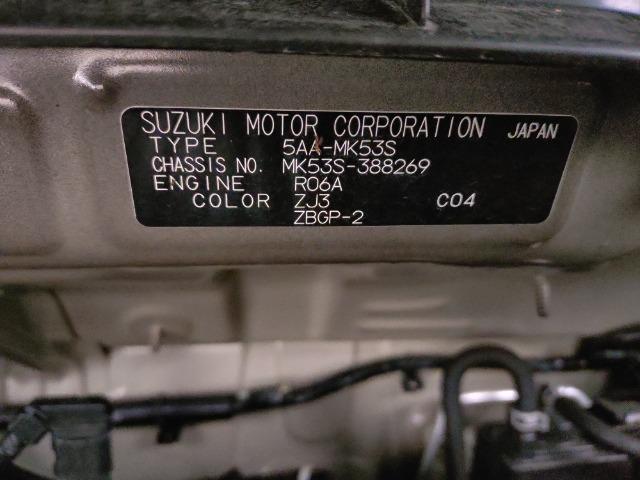 SUZUKI MOTOR CORPORATION JAPAN
TYPE 5AA-MK53S
CHASSIS NO. MK53S-388269
ENGINE R06A
COLOR ZJ3 C04
ZBGP-2